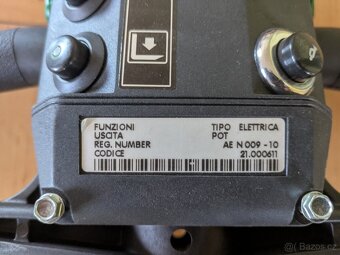 FUNZIONI TIPO ELETTRICA
USCITA POT
REG. NUMBER AE N 009 -10
CODICE 21.000611
Bazos.cz